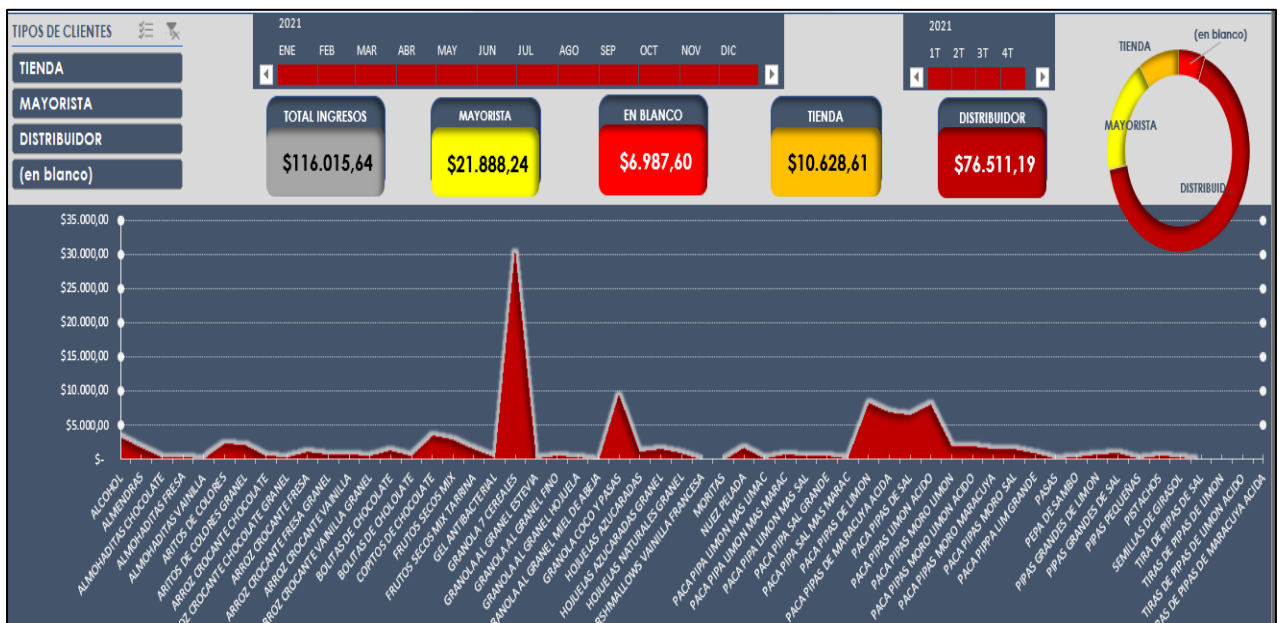 TIPOS DE CLIENTES
TIENDA
MAYORISTA
DISTRIBUIDOR
(en blanco)
2021
ENE FEB MAR ABR MAY JUN JUL AGO SEP OCT NOV DIC
2021
1T 2T 3T 4T
TOTAL INGRESOS
$116.015,64
MAYORISTA
$21.888,24
EN BLANCO
$6.987,60
TIENDA
$10.628,61
DISTRIBUIDOR
$76.511,19
(en blanco)
TIENDA
MAYORISTA
DISTRIBUID
$35.000,00
$30.000,00
$25.000,00
$20.000,00
$15.000,00
$10.000,00
$5.000,00
$-
ALCOHOL
ALMENDRAS
ALMOHADITAS CHOCOLATE
ALMOHADITAS FRESA
ALMOHADITAS VAINILLA
ARITOS DE COLORES
ARITOS DE COLORES GRANEL
ARROZ CROCANTE CHOCOLATE
OZ CROCANTE CHOCOLATE GRANEL
ARROZ CROCANTE FRESA
ARROZ CROCANTE FRESA GRANEL
ARROZ CROCANTE VAINILLA
ARROZ CROCANTE VAINILLA GRANEL
BOLITAS DE CHOCOLATE
BOLITAS DE CHOLATE
COPITOS DE CHOCOLATE
FRUTOS SECOS MIX
FRUTOS SECOS MIX TARRINA
GEL ANTIBACTERIAL
GRANOLA 7 CEREALES
GRANOLA AL GRANEL ESTEVIA
GRANOLA AL GRANEL FINO
GRANOLA AL GRANEL HOJUELA
RANOLA AL GRANEL MIEL DE ABEJA
GRANOLA COCO Y PASAS
HOJUELAS AZUCARADAS
HOJUELAS AZUCARADAS GRANEL
HOJUELAS NATURALES GRANEL
RSHMALLOWS VAINILLA FRANCESA
MORITAS
NUEZ PELADA
PACA PIPA LIMON MAS LIMAC
PACA PIPA LIMON MAS MARAC
PACA PIPA LIMON MAS SAL
PACA PIPA SAL GRANDE
PACA PIPA SAL MAS MARAC
PACA PIPAS DE LIMON
PACA PIPAS DE MARACUYA ACIDA
PACA PIPAS DE SAL
PACA PIPAS LIMON ACIDO
PACA PIPAS MORO LIMON
PACA PIPAS MORO LIMON ACIDO
PACA PIPAS MORO MARACUYA
PACA PIPAS MORO SAL
PACA PIPPA LIM GRANDE
PASAS
PEPA DE SAMBO
PIPAS GRANDES DE LIMON
PIPAS GRANDES DE SAL
PIPAS PEQUEÑAS
PISTACHOS
SEMILLAS DE GIRASOL
TIRA DE PIPAS DE SAL
TIRAS DE PIPAS DE LIMON
TIRAS DE PIPAS DE LIMON ACIDO
RAS DE PIPAS DE MARACUYA ACIDA